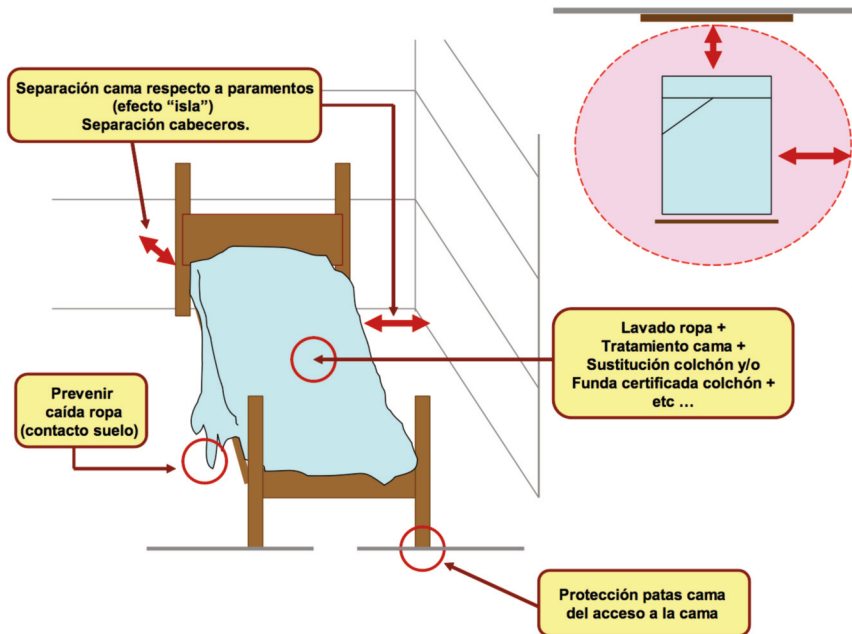 Separación cama respecto a paramentos
(efecto “isla”)
Separación cabeceros.
Lavado ropa +
Tratamiento cama +
Sustitución colchón y/o
Funda certificada colchón +
etc ...
Prevenir
caída ropa
(contacto suelo)
Protección patas cama
del acceso a la cama